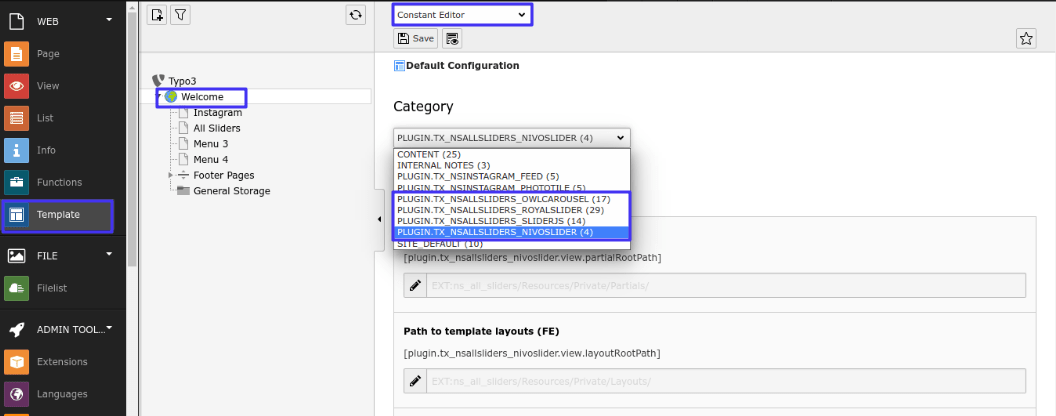 WEB
Page
View
List
Info
Functions
Template
FILE
Filelist
ADMIN TOOL...
Extensions
Languages
Typo3
Welcome
Instagram
All Sliders
Menu 3
Menu 4
Footer Pages
General Storage
Constant Editor
Save
Default Configuration
Category
PLUGIN.TX_NSALLSLIDERS_NIVOSLIDER (4)
CONTENT (25)
INTERNAL NOTES (3)
PLUGIN.TX_NSINSTAGRAM_FEED (5)
PLUGIN.TX_NSINSTAGRAM_PHOTOTILE (5)
PLUGIN.TX_NSALLSLIDERS_OWLCAROUSEL (17)
PLUGIN.TX_NSALLSLIDERS_ROYALSLIDER (29)
PLUGIN.TX_NSALLSLIDERS_SLIDERJS (14)
PLUGIN.TX_NSALLSLIDERS_NIVOSLIDER (4)
SITE_DEFAULT (10)
[plugin.tx_nsallsliders_nivoslider.view.partialRootPath]
EXT:ns_all_sliders/Resources/Private/Partials/
Path to template layouts (FE)
[plugin.tx_nsallsliders_nivoslider.view.layoutRootPath]
EXT:ns_all_sliders/Resources/Private/Layouts/